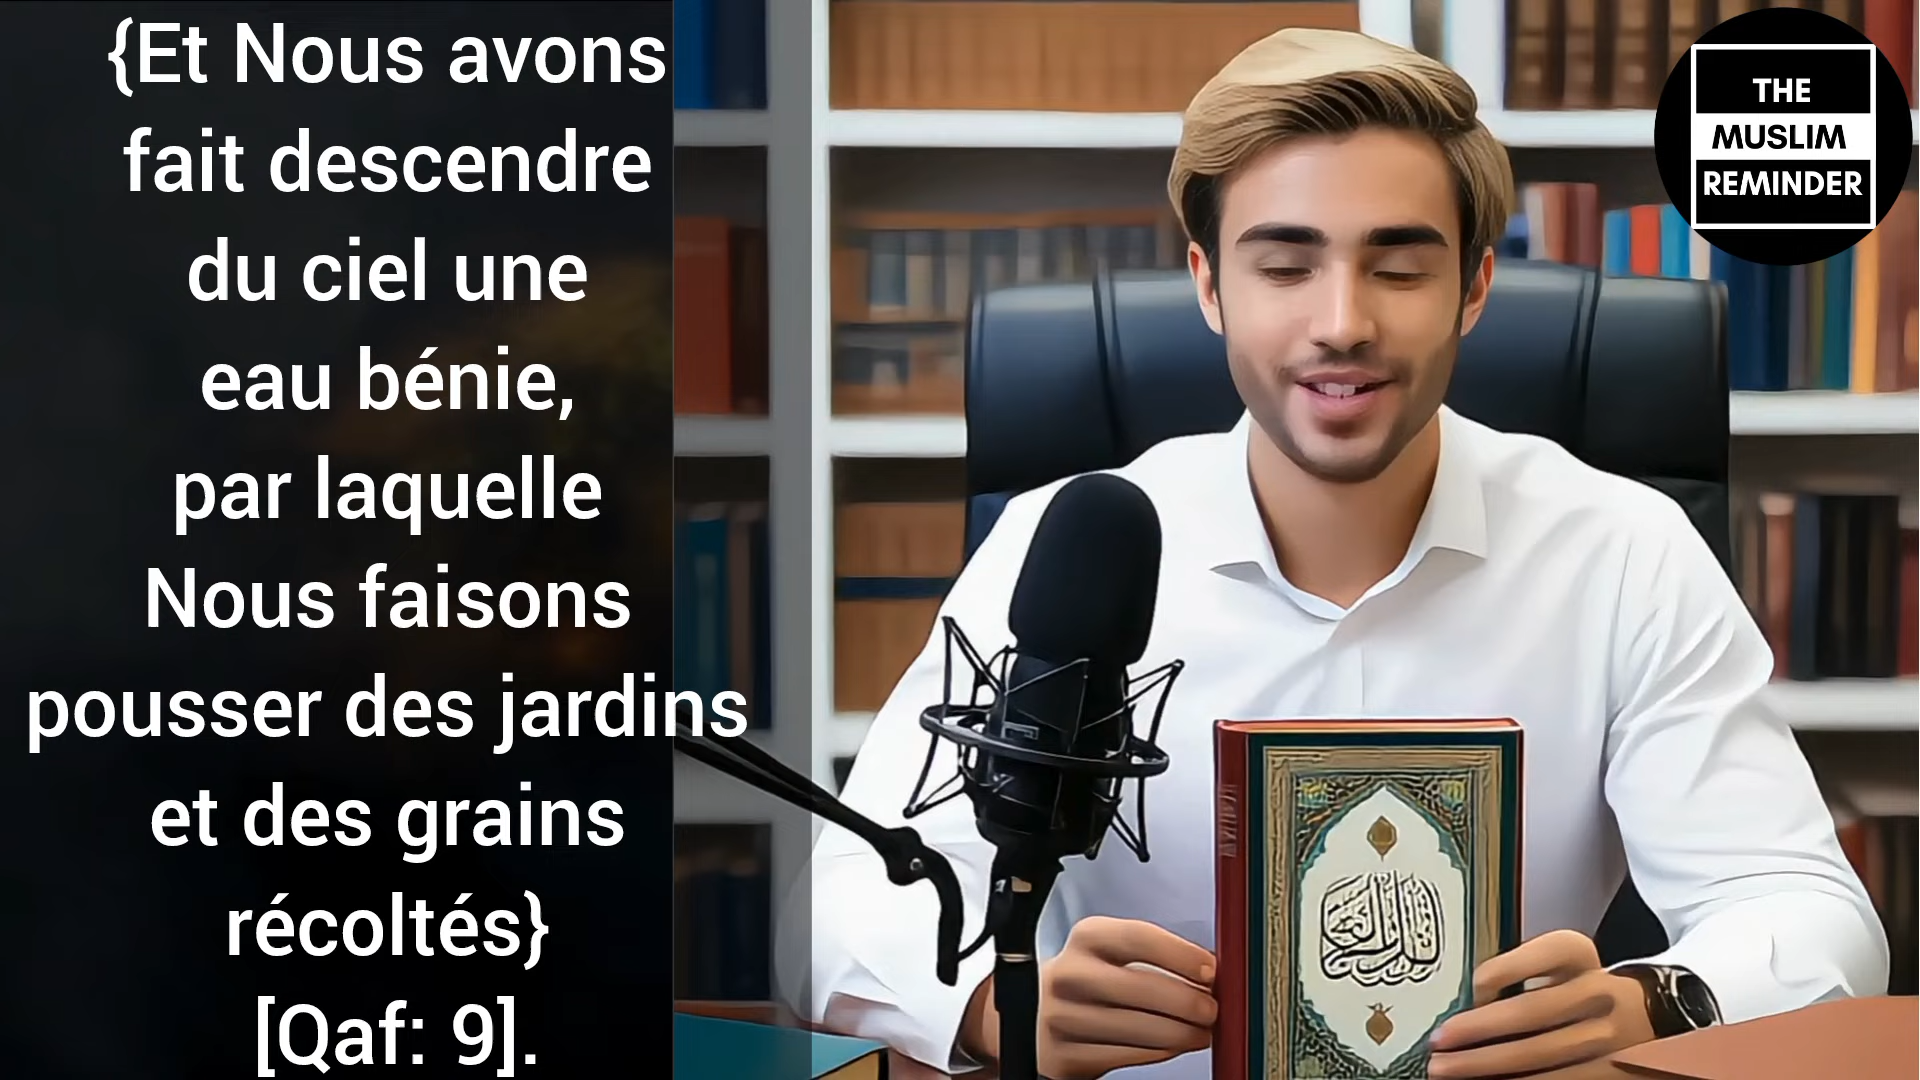 {Et Nous avons
fait descendre
du ciel une
eau bénie,
par laquelle
Nous faisons
pousser des jardins
et des grains
récoltés}
[Qaf: 9].
THE
MUSLIM
REMINDER